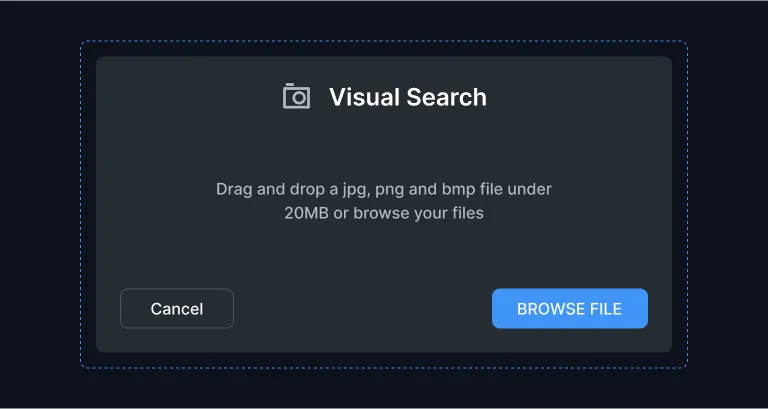 Visual Search
Drag and drop a jpg, png and bmp file under
20MB or browse your files
Cancel
BROWSE FILE